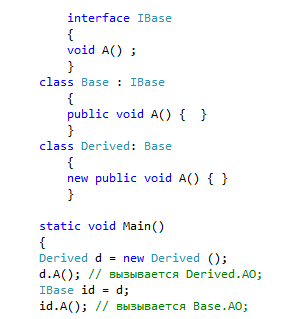 interface IBase
{
void A() ;
}
class Base : IBase
{
public void A() {  }
}
class Derived: Base
{
new public void A() { }
}
static void Main()
{
Derived d = new Derived ();
d.A(); // вызывается Derived.AO;
IBase id = d;
id.A(); // вызывается Base.AO;